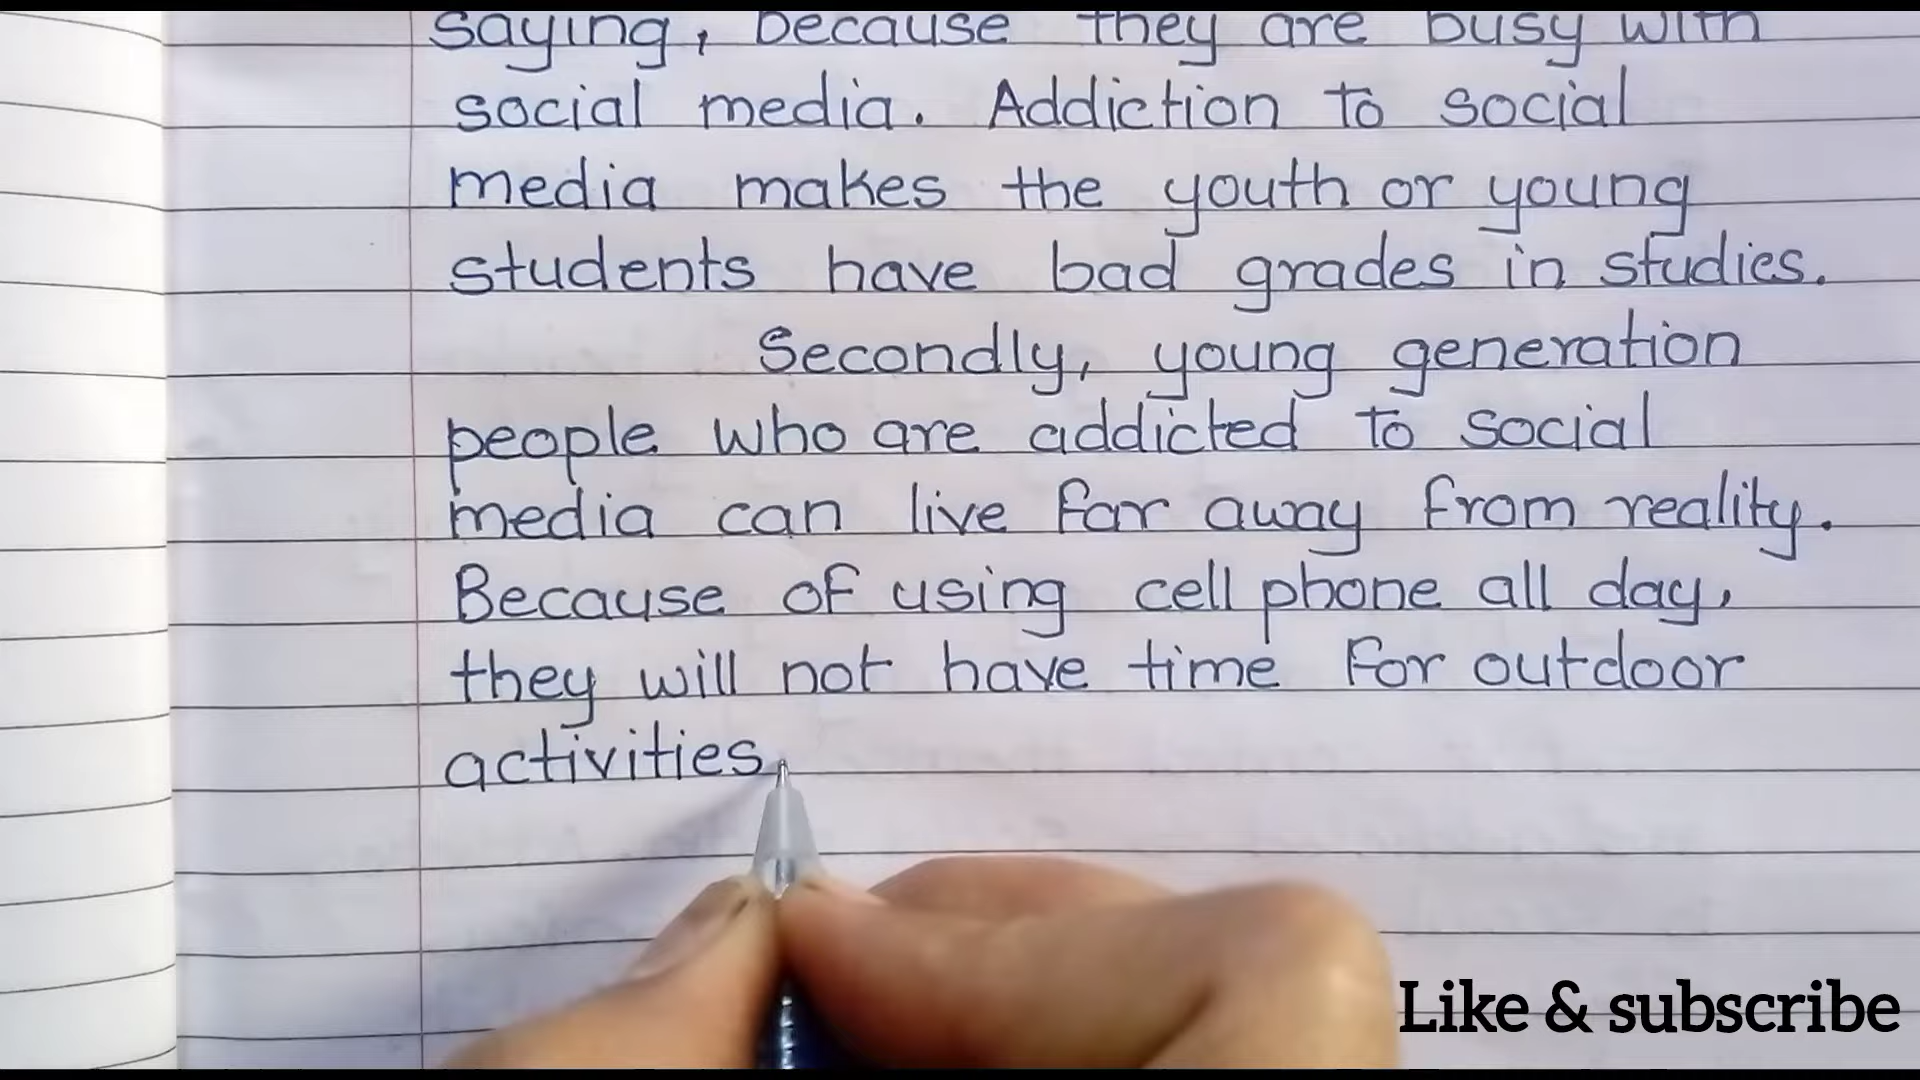 saying, because they are busy with
social media. Addiction to social
media makes the youth or young
students have bad grades in studies.
Secondly, young generation
people who are addicted to social
media can live far away from reality.
Because of using cell phone all day,
they will not have time for outdoor
activities.
Like & subscribe